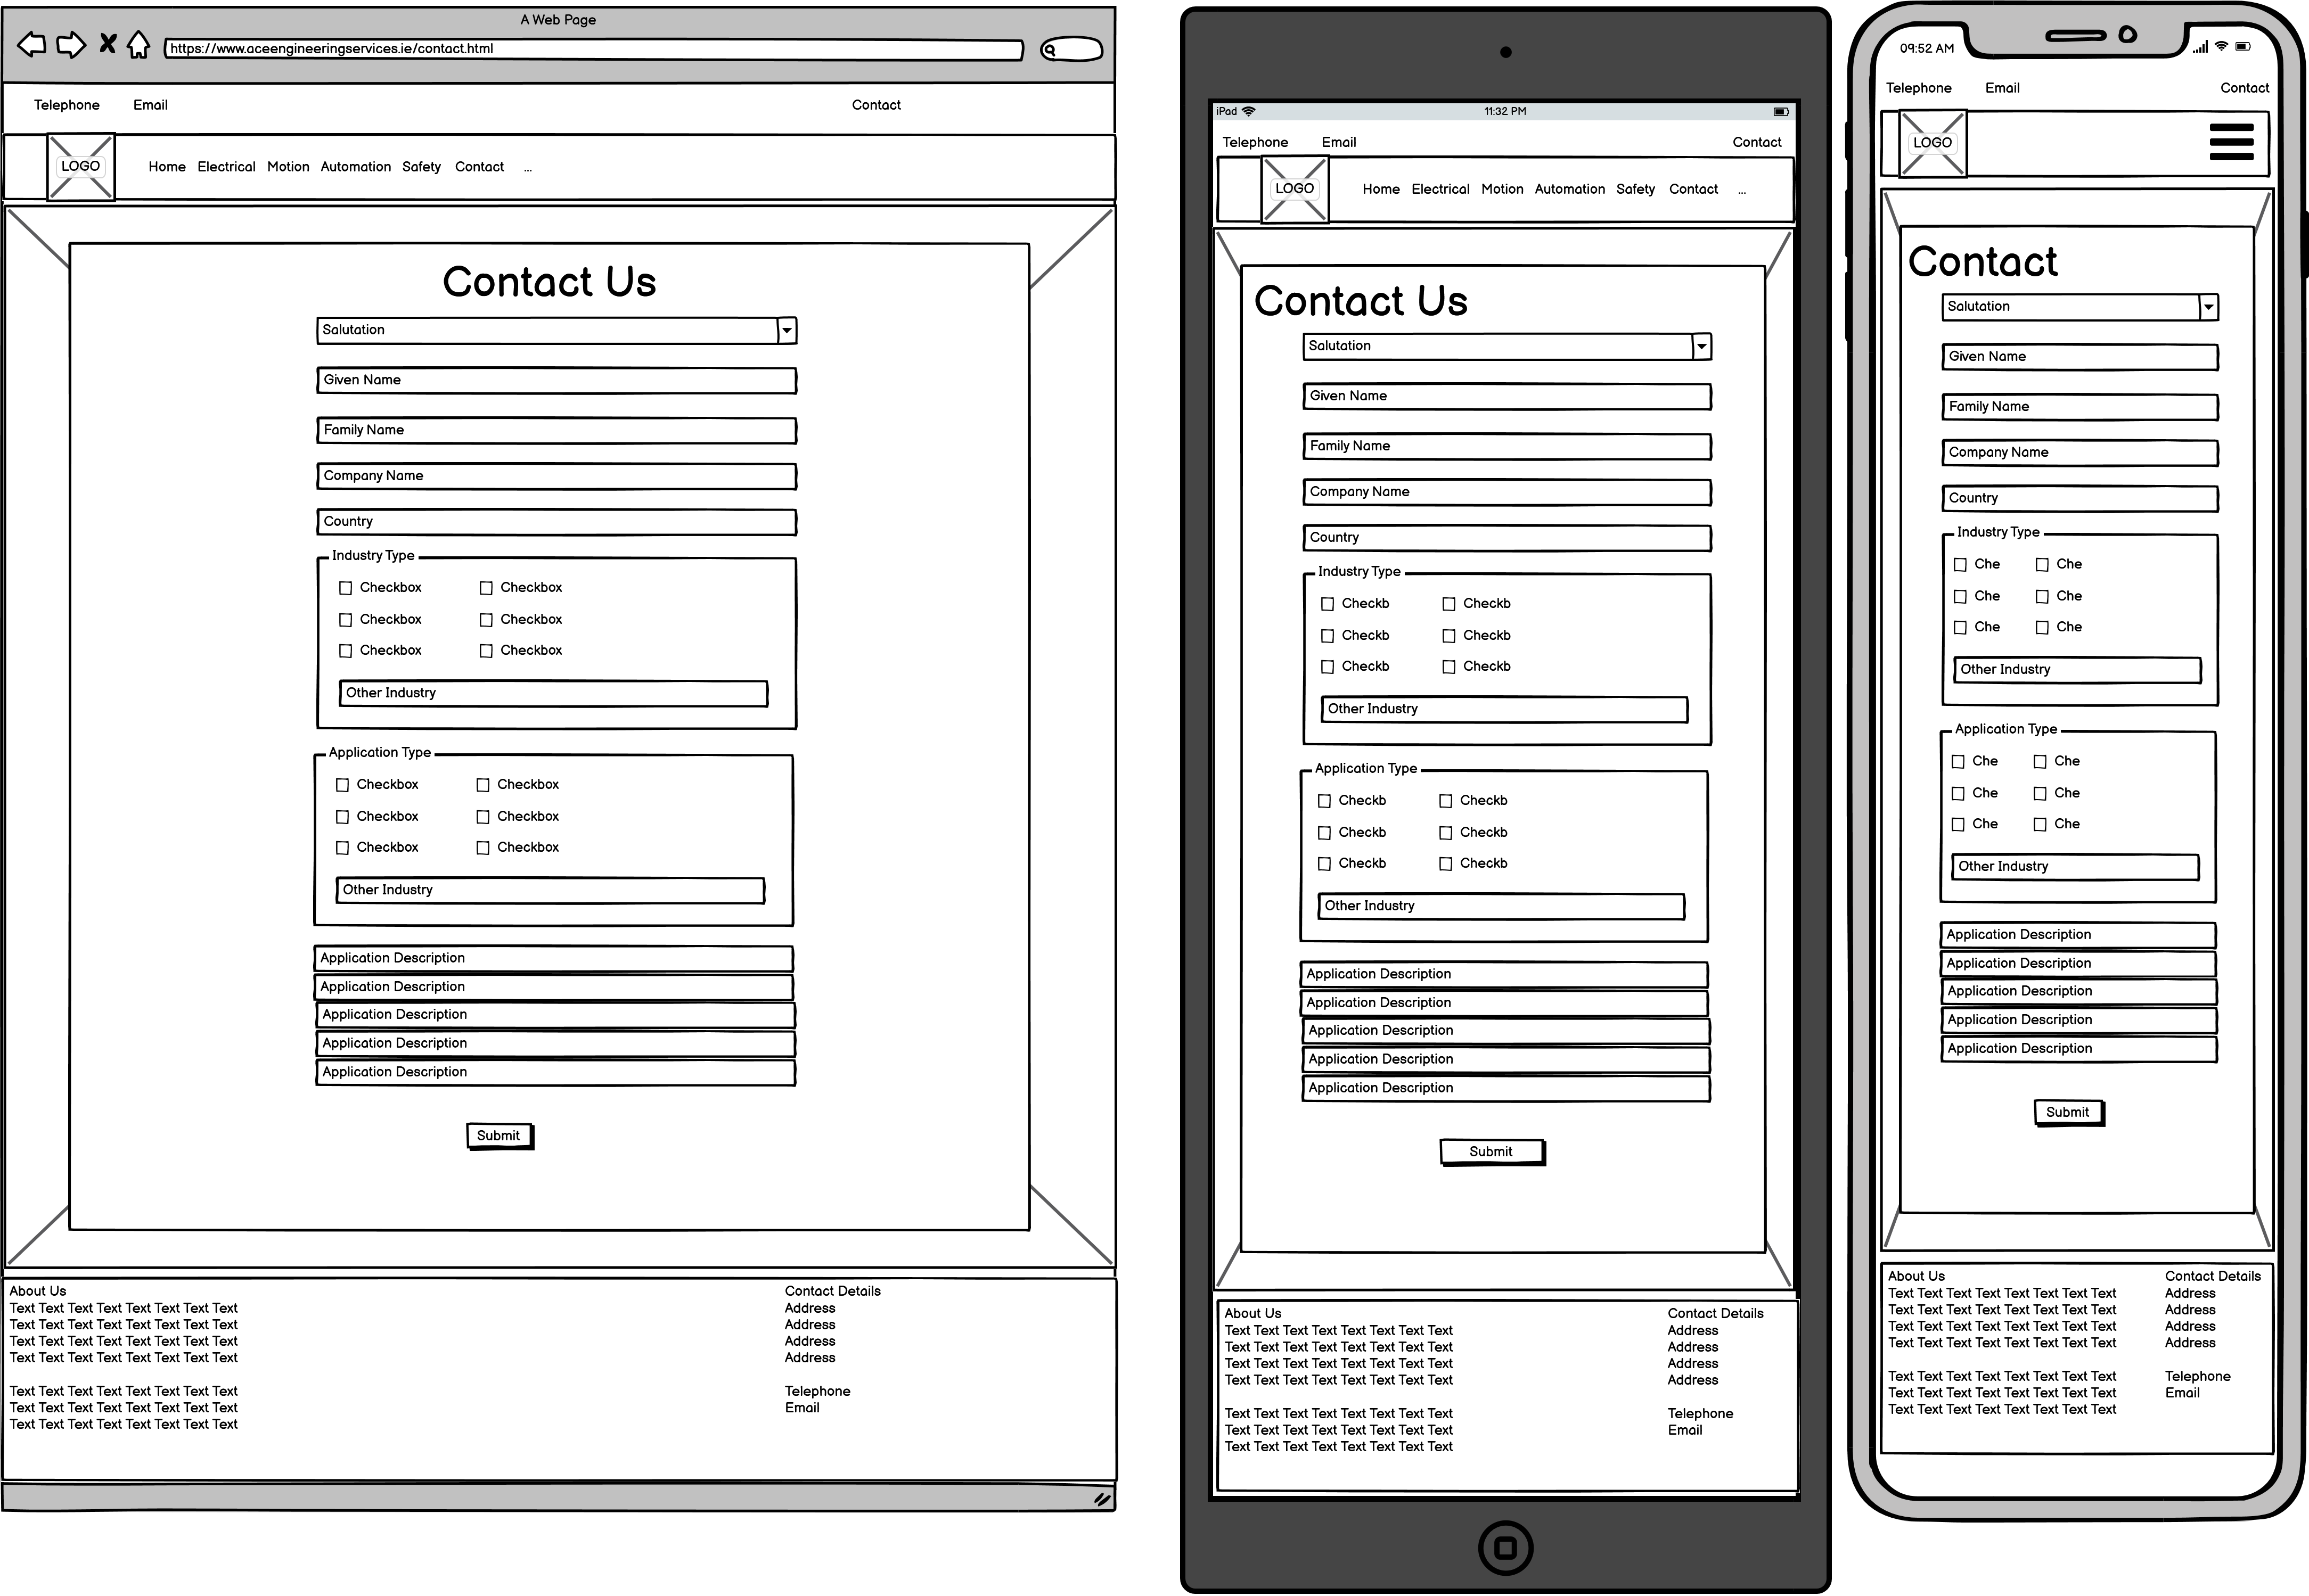 A Web Page
https://www.aceengineeringservices.ie/contact.html
Telephone Email Contact
LOGO Home Electrical Motion Automation Safety Contact ...
Contact Us
Salutation
Given Name
Family Name
Company Name
Country
Industry Type
Checkbox Checkbox
Checkbox Checkbox
Checkbox Checkbox
Other Industry
Application Type
Checkbox Checkbox
Checkbox Checkbox
Checkbox Checkbox
Other Industry
Application Description
Application Description
Application Description
Application Description
Application Description
Submit
About Us
Text Text Text Text Text Text Text Text
Text Text Text Text Text Text Text Text
Text Text Text Text Text Text Text Text
Text Text Text Text Text Text Text Text
Text Text Text Text Text Text Text Text
Text Text Text Text Text Text Text Text
Text Text Text Text Text Text Text Text
Contact Details
Address
Address
Address
Address
Telephone
Email
iPad 11:32 PM
Telephone Email Contact
LOGO Home Electrical Motion Automation Safety Contact ...
Contact Us
Salutation
Given Name
Family Name
Company Name
Country
Industry Type
Checkb Checkb
Checkb Checkb
Checkb Checkb
Other Industry
Application Type
Checkb Checkb
Checkb Checkb
Checkb Checkb
Other Industry
Application Description
Application Description
Application Description
Application Description
Application Description
Submit
About Us
Text Text Text Text Text Text Text Text
Text Text Text Text Text Text Text Text
Text Text Text Text Text Text Text Text
Text Text Text Text Text Text Text Text
Text Text Text Text Text Text Text Text
Text Text Text Text Text Text Text Text
Text Text Text Text Text Text Text Text
Contact Details
Address
Address
Address
Address
Telephone
Email
09:52 AM
Telephone Email Contact
LOGO
Contact
Salutation
Given Name
Family Name
Company Name
Country
Industry Type
Che Che
Che Che
Che Che
Other Industry
Application Type
Che Che
Che Che
Che Che
Other Industry
Application Description
Application Description
Application Description
Application Description
Application Description
Submit
About Us
Text Text Text Text Text Text Text Text
Text Text Text Text Text Text Text Text
Text Text Text Text Text Text Text Text
Text Text Text Text Text Text Text Text
Text Text Text Text Text Text Text Text
Text Text Text Text Text Text Text Text
Text Text Text Text Text Text Text Text
Contact Details
Address
Address
Address
Address
Telephone
Email